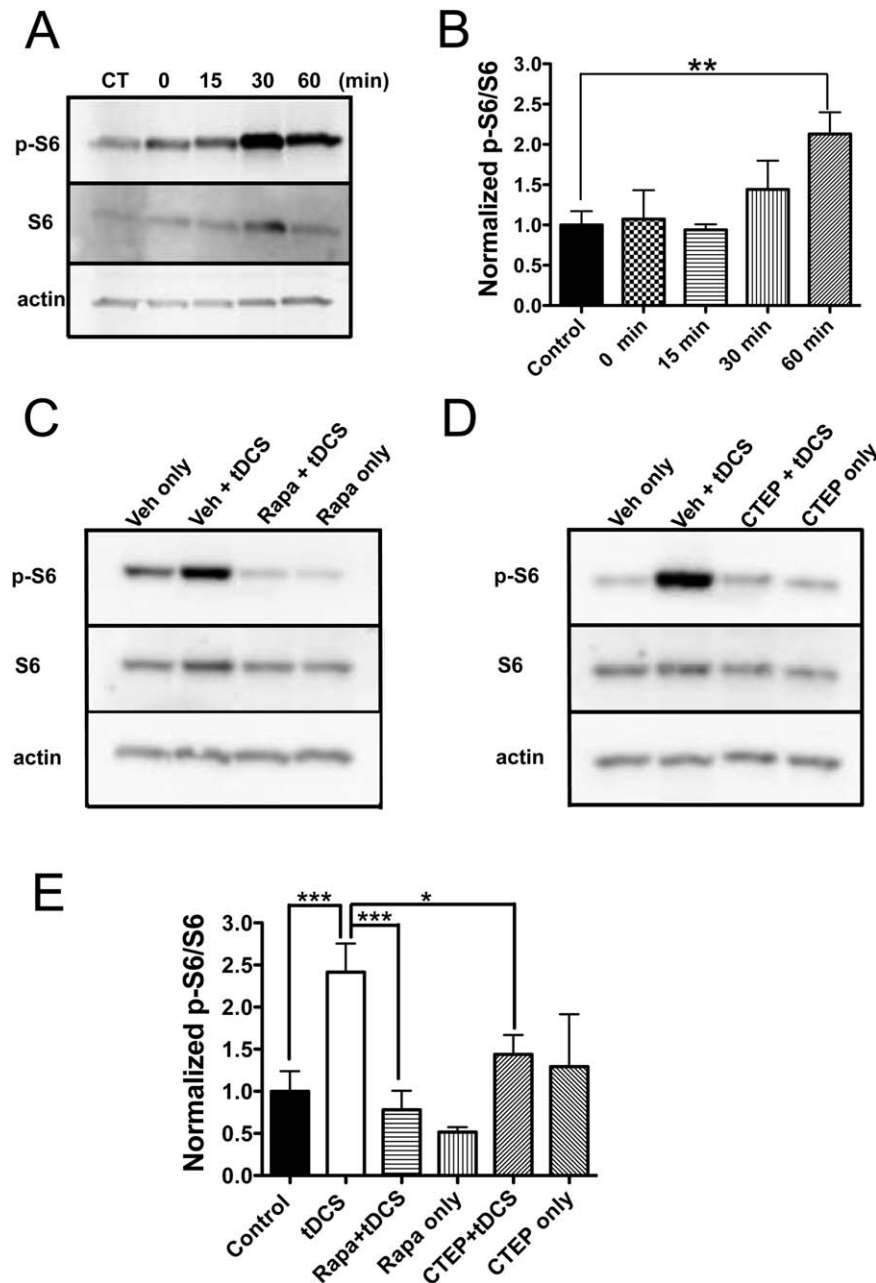 A
CT 0 15 30 60 (min)
p-S6
S6
actin
B
Normalized p-S6/S6
3.0
2.5
2.0
1.5
1.0
0.5
0.0
**
Control
0 min
15 min
30 min
60 min
C
Veh only
Veh + tDCS
Rapa + tDCS
Rapa only
p-S6
S6
actin
D
Veh only
Veh + tDCS
CTEP + tDCS
CTEP only
p-S6
S6
actin
E
Normalized p-S6/S6
3.0
2.5
2.0
1.5
1.0
0.5
0.0
***
***
*
Control
tDCS
Rapa+tDCS
Rapa only
CTEP+tDCS
CTEP only